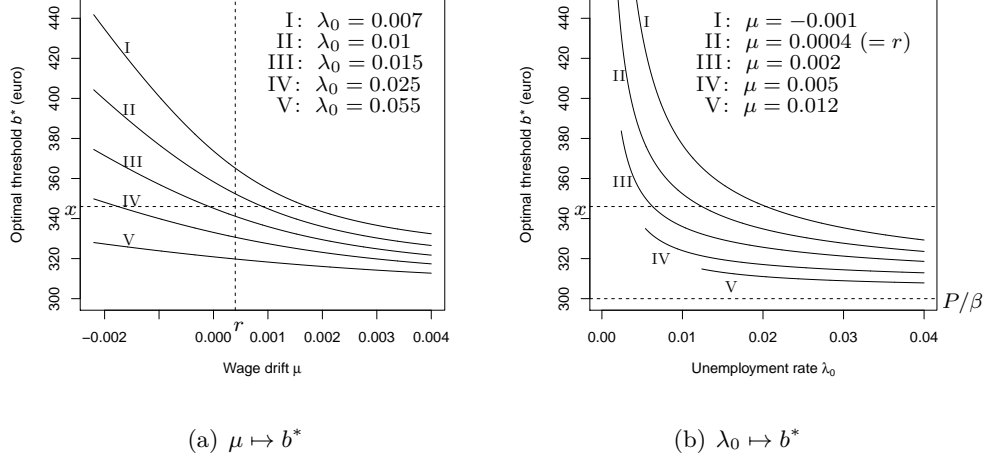 I: λ₀ = 0.007
II: λ₀ = 0.01
III: λ₀ = 0.015
IV: λ₀ = 0.025
V: λ₀ = 0.055
I
II
III
IV
V
440
420
400
380
360
340
320
300
x
Optimal threshold b* (euro)
r
−0.002
0.000
0.001
0.002
0.003
0.004
Wage drift μ
(a) μ ↦ b*
I: μ = −0.001
II: μ = 0.0004 (= r)
III: μ = 0.002
IV: μ = 0.005
V: μ = 0.012
I
II
III
IV
V
440
420
400
380
360
340
320
300
x
Optimal threshold b* (euro)
P/β
0.00
0.01
0.02
0.03
0.04
Unemployment rate λ₀
(b) λ₀ ↦ b*